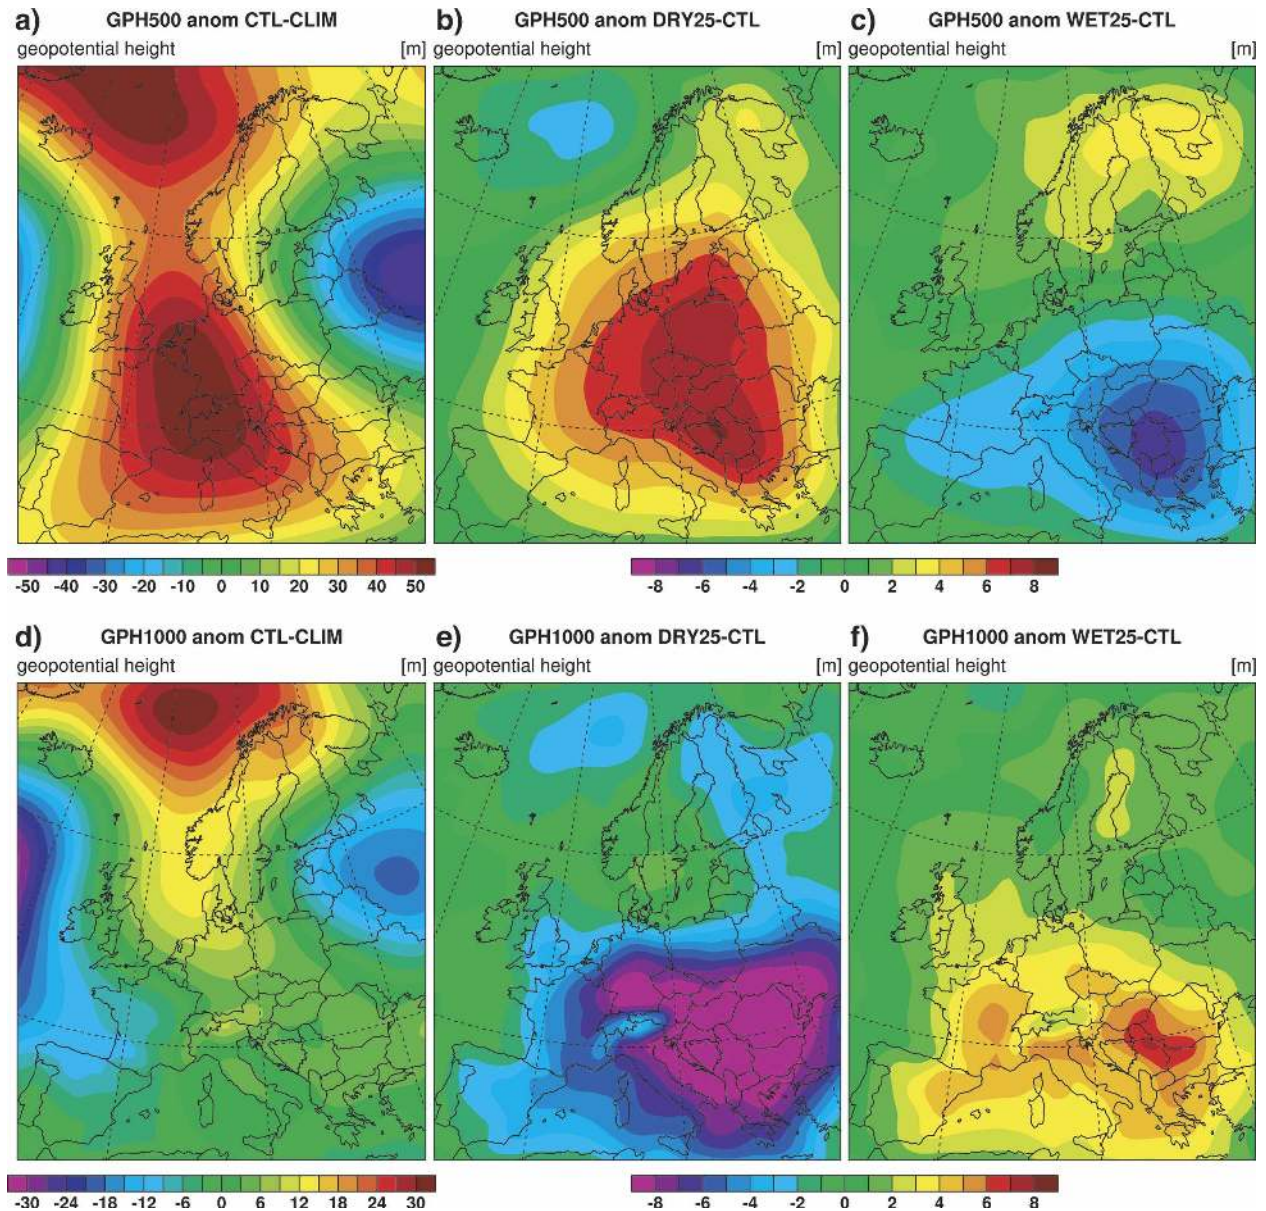 a) GPH500 anom CTL-CLIM
geopotential height [m]
b) GPH500 anom DRY25-CTL
geopotential height [m]
c) GPH500 anom WET25-CTL
geopotential height [m]
-50 -40 -30 -20 -10 0 10 20 30 40 50
-8 -6 -4 -2 0 2 4 6 8
d) GPH1000 anom CTL-CLIM
geopotential height [m]
e) GPH1000 anom DRY25-CTL
geopotential height [m]
f) GPH1000 anom WET25-CTL
geopotential height [m]
-30 -24 -18 -12 -6 0 6 12 18 24 30
-8 -6 -4 -2 0 2 4 6 8